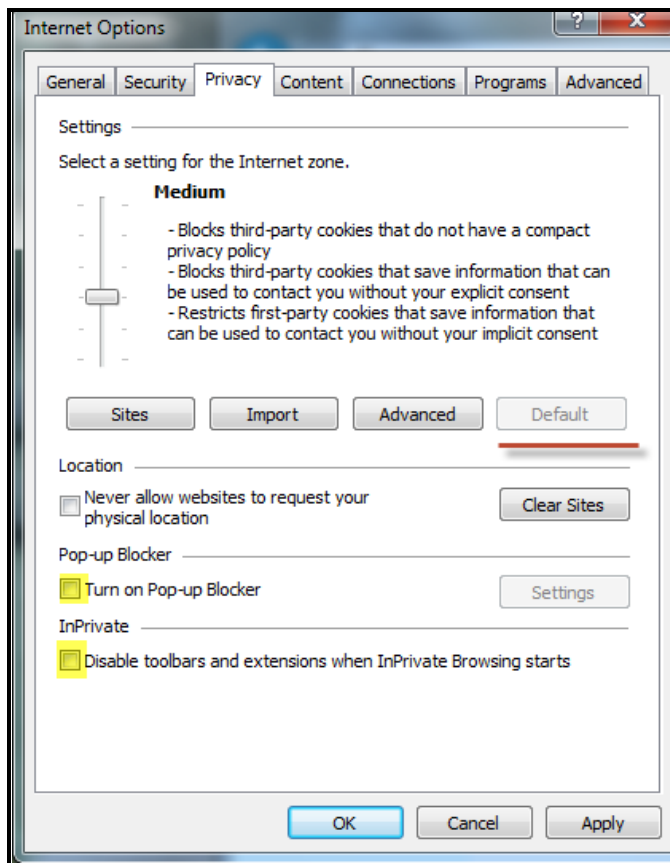 Internet Options
?
X
General Security Privacy Content Connections Programs Advanced
Settings
Select a setting for the Internet zone.
Medium
- Blocks third-party cookies that do not have a compact
privacy policy
- Blocks third-party cookies that save information that can
be used to contact you without your explicit consent
- Restricts first-party cookies that save information that
can be used to contact you without your implicit consent
Sites Import Advanced Default
Location
Never allow websites to request your
physical location
Clear Sites
Pop-up Blocker
Turn on Pop-up Blocker
Settings
InPrivate
Disable toolbars and extensions when InPrivate Browsing starts
OK Cancel Apply